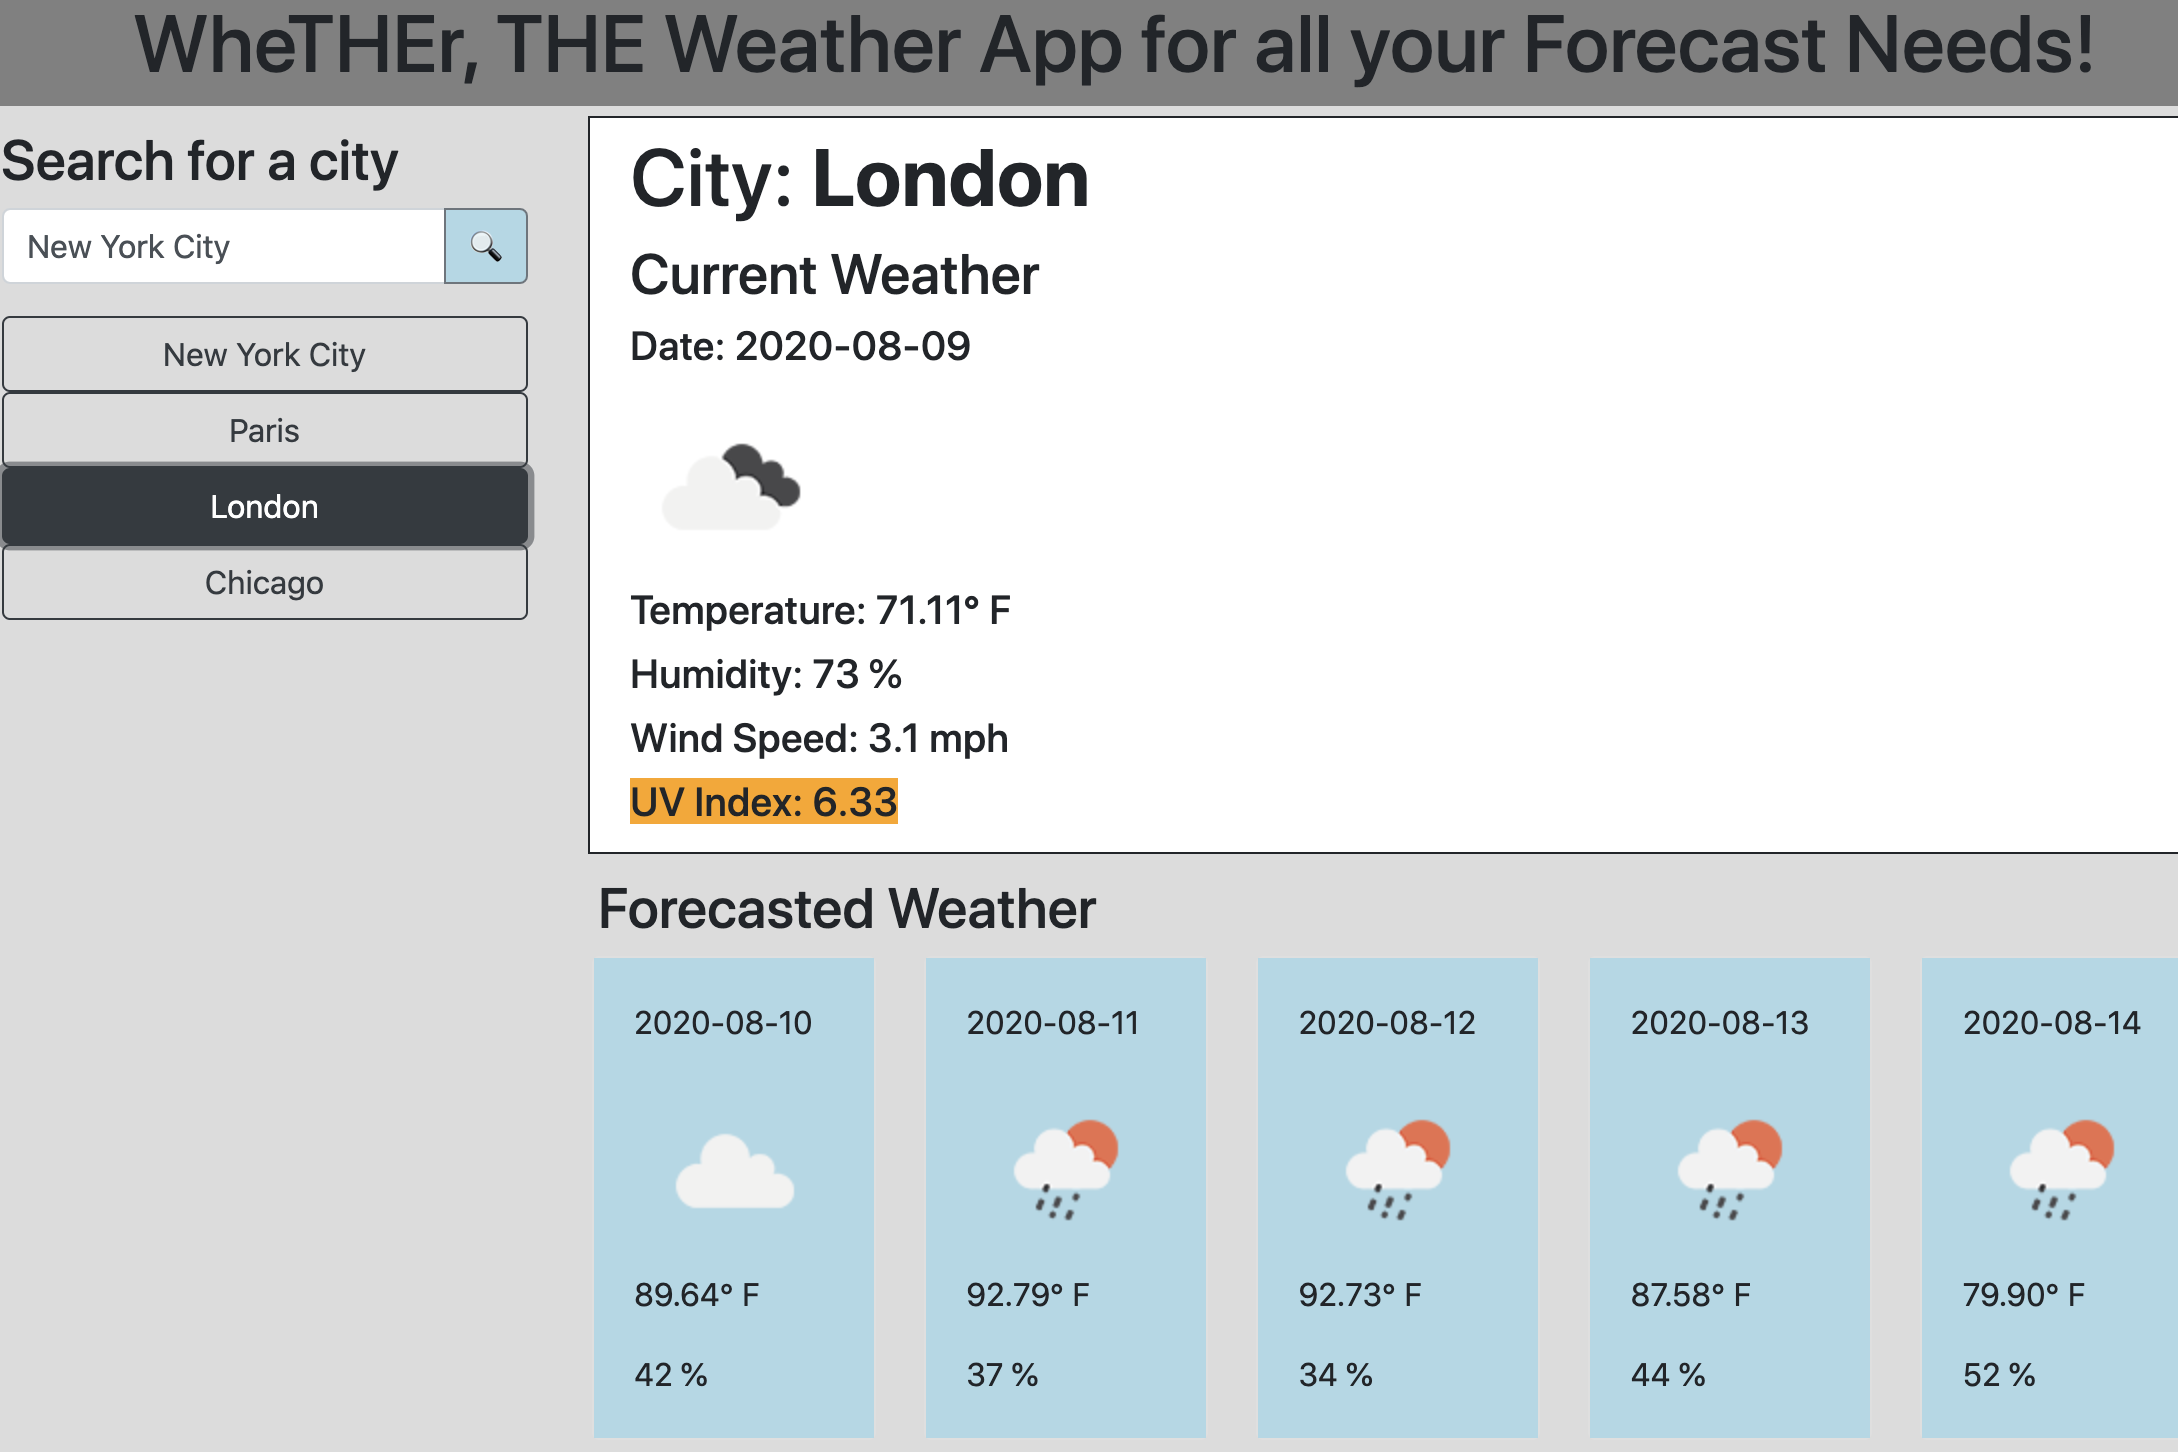 WheTHEr, THE Weather App for all your Forecast Needs!
Search for a city
New York City
New York City
Paris
London
Chicago
City: London
Current Weather
Date: 2020-08-09
Temperature: 71.11° F
Humidity: 73 %
Wind Speed: 3.1 mph
UV Index: 6.33
Forecasted Weather
2020-08-10
89.64° F
42 %
2020-08-11
92.79° F
37 %
2020-08-12
92.73° F
34 %
2020-08-13
87.58° F
44 %
2020-08-14
79.90° F
52 %